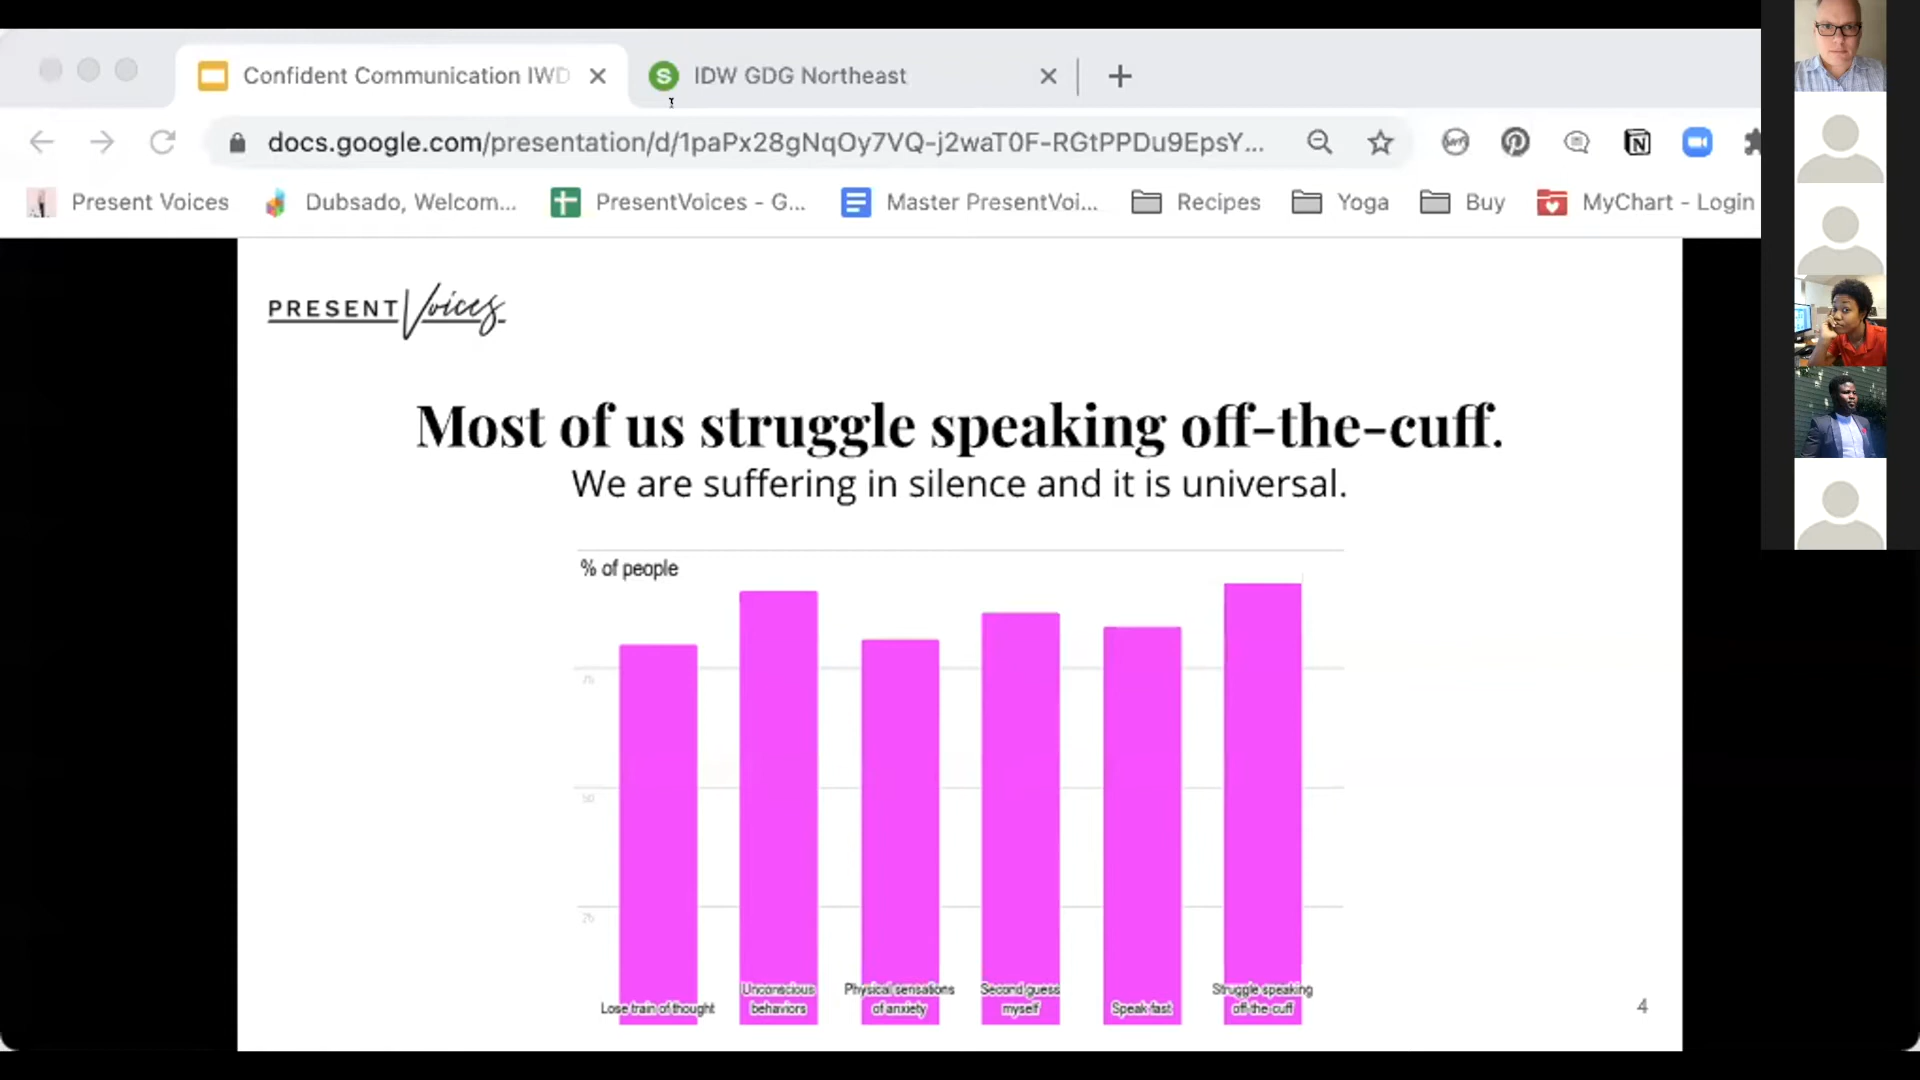 Confident Communication IWD
IDW GDG Northeast
docs.google.com/presentation/d/1paPx28gNqOy7VQ-j2waT0F-RGtPPDu9EpsY...
Present Voices
Dubsado, Welcom...
PresentVoices - G...
Master PresentVoi...
Recipes
Yoga
Buy
MyChart - Login
PRESENT Voices
Most of us struggle speaking off-the-cuff.
We are suffering in silence and it is universal.
% of people
75
50
25
Lose train of thought
Unconscious
behaviors
Physical sensations
of anxiety
Second guess
myself
Speak fast
Struggle speaking
off-the-cuff
4